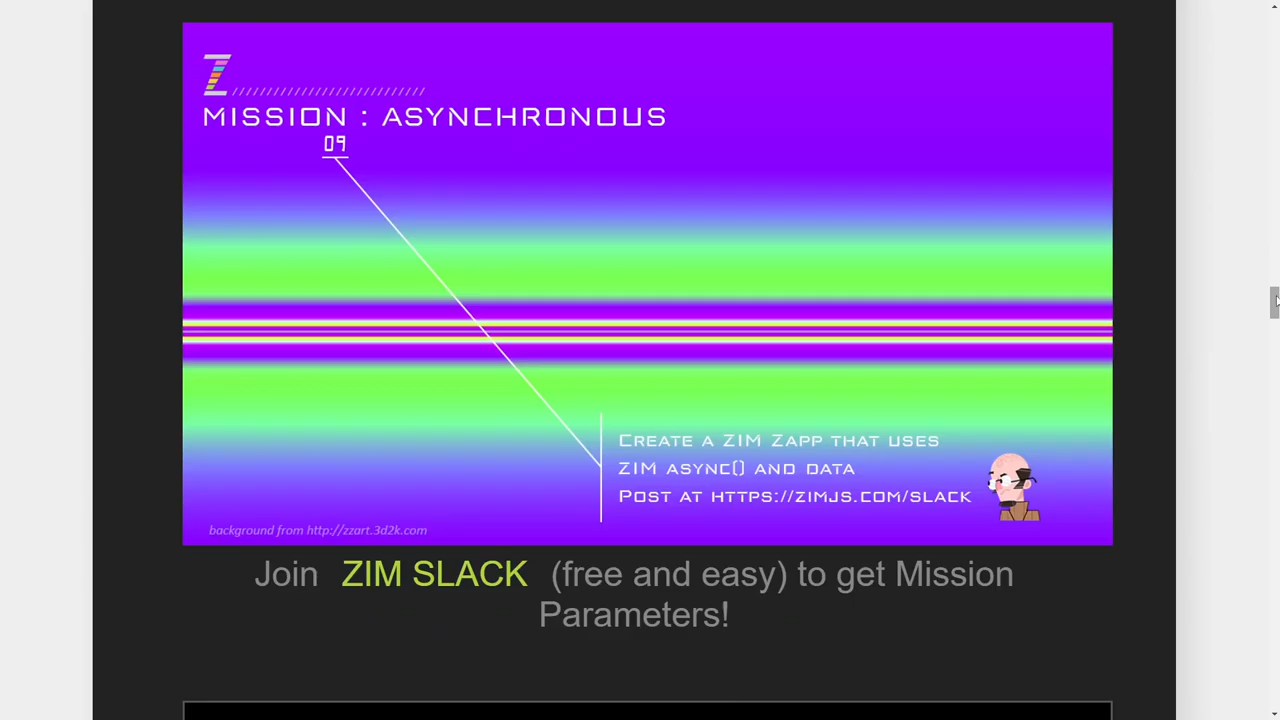 Z
MISSION : ASYNCHRONOUS
09
CREATE A ZIM ZAPP THAT USES
ZIM ASYNC() AND DATA
POST AT HTTPS://ZIMJS.COM/SLACK
background from http://zzart.3d2k.com
Join ZIM SLACK (free and easy) to get Mission
Parameters!